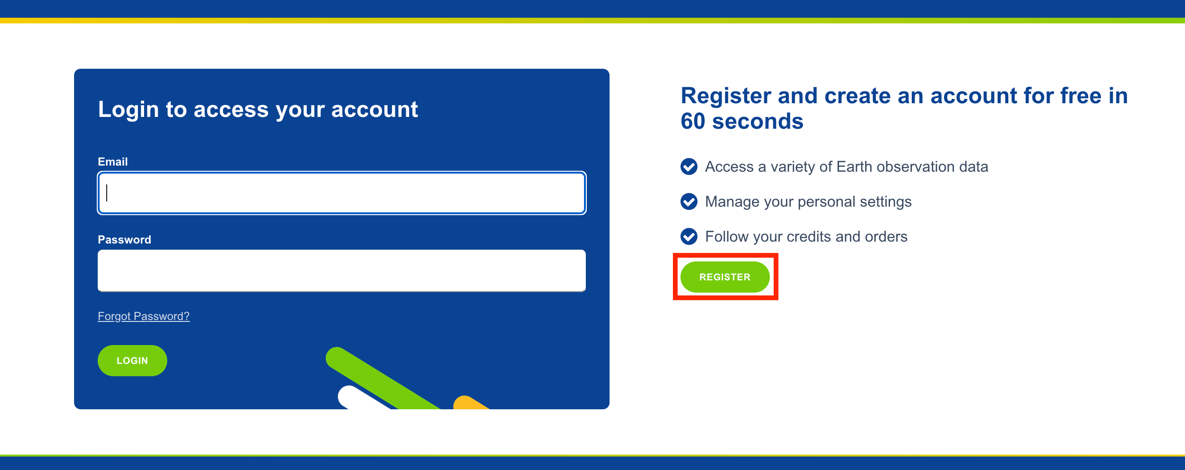 Login to access your account
Email
Password
Forgot Password?
LOGIN
Register and create an account for free in
60 seconds
Access a variety of Earth observation data
Manage your personal settings
Follow your credits and orders
REGISTER